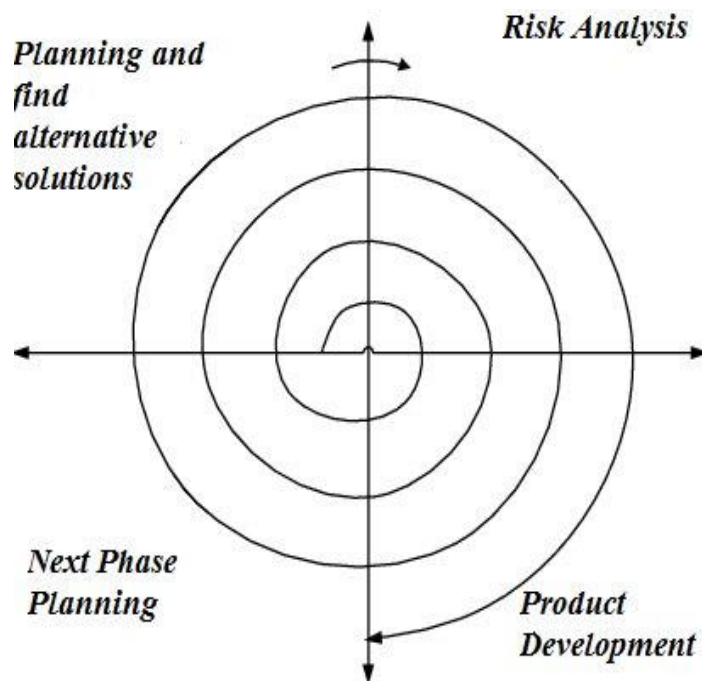 Planning and
find
alternative
solutions
Risk Analysis
Next Phase
Planning
Product
Development